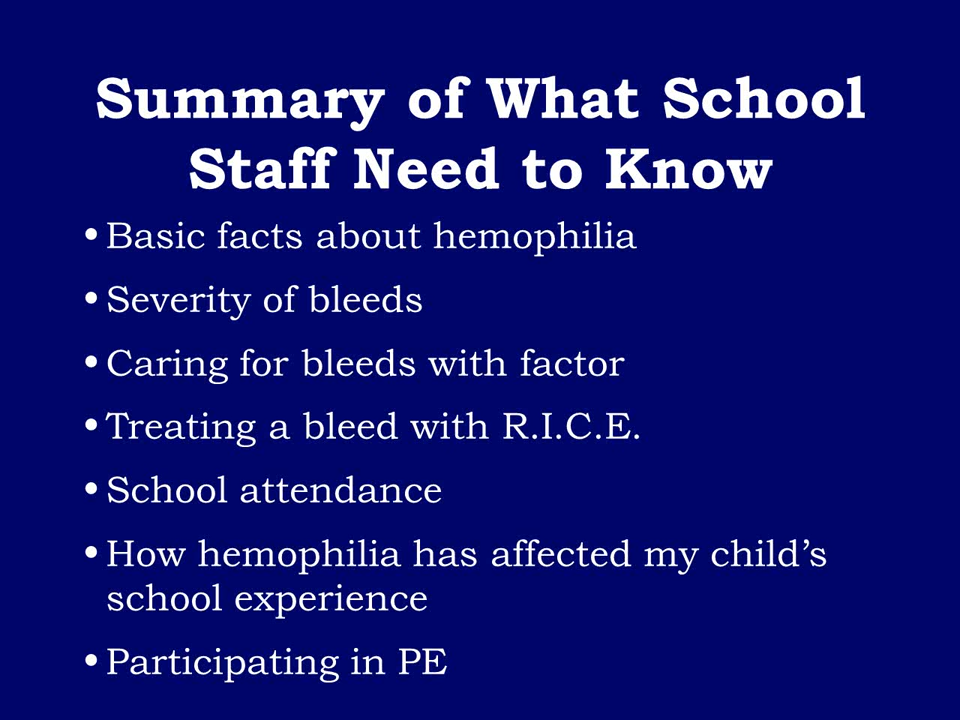 Summary of What School
Staff Need to Know
• Basic facts about hemophilia
• Severity of bleeds
• Caring for bleeds with factor
• Treating a bleed with R.I.C.E.
• School attendance
• How hemophilia has affected my child’s
school experience
• Participating in PE